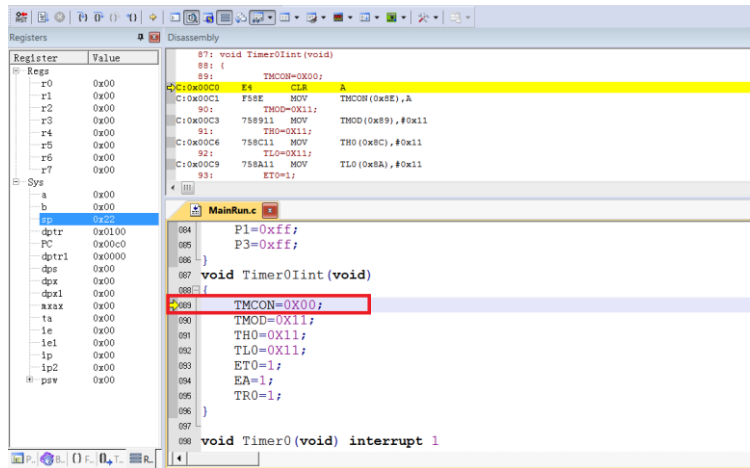 Registers
Register Value
Regs
r0 0x00
r1 0x00
r2 0x00
r3 0x00
r4 0x00
r5 0x00
r6 0x00
r7 0x00
Sys
a 0x00
b 0x00
sp 0x22
dptr 0x0100
PC 0x00c0
dptr1 0x0000
dps 0x00
dpx 0x00
dpx1 0x00
mxax 0x00
ta 0x00
ie 0x00
ie1 0x00
ip 0x00
ip2 0x00
psw 0x00
P... B... {} F... 0 T... R...
Disassembly
87: void Timer0Iint(void)
88: {
89: TMCON=0X00;
C:0x00C0 E4 CLR A
C:0x00C1 F58E MOV TMCON(0x8E),A
90: TMOD=0X11;
C:0x00C3 758911 MOV TMOD(0x89),#0x11
91: TH0=0X11;
C:0x00C6 758C11 MOV TH0(0x8C),#0x11
92: TL0=0X11;
C:0x00C9 758A11 MOV TL0(0x8A),#0x11
93: ET0=1;
MainRun.c
084 P1=0xff;
085 P3=0xff;
086 }
087 void Timer0Iint(void)
088 {
089 TMCON=0X00;
090 TMOD=0X11;
091 TH0=0X11;
092 TL0=0X11;
093 ET0=1;
094 EA=1;
095 TR0=1;
096 }
097
098 void Timer0(void) interrupt 1